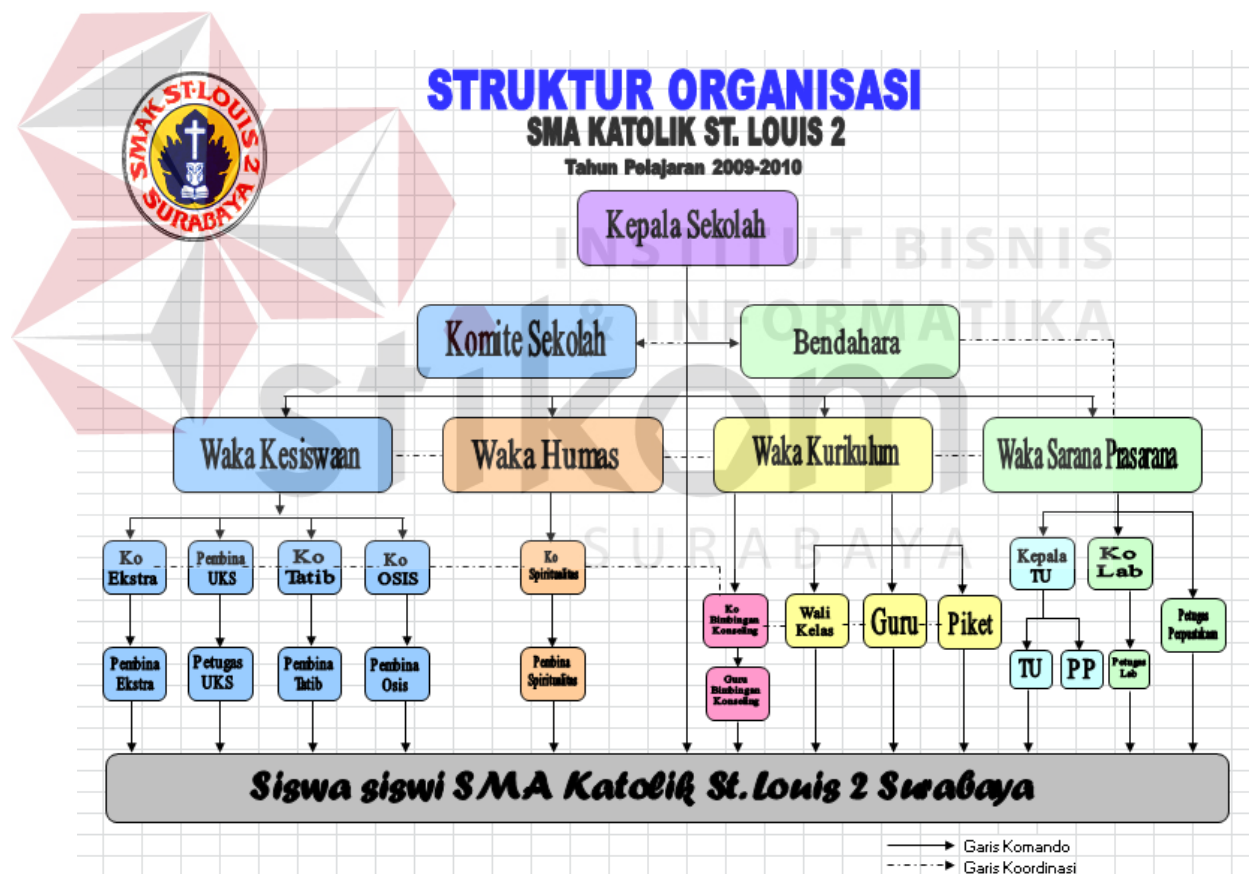 SMAK ST. LOUIS 2
SURABAYA
STRUKTUR ORGANISASI
SMA KATOLIK ST. LOUIS 2
Tahun Pelajaran 2009-2010
Kepala Sekolah
INSTITUT BISNIS
& INFORMATIKA
stikom
SURABAYA
Komite Sekolah
Bendahara
Waka Kesiswaan
Waka Humas
Waka Kurikulum
Waka Sarana Prasarana
Ko
Ekstra
Pembina
UKS
Ko
Tatib
Ko
OSIS
Ko
Spiritualitas
Kepala
TU
Ko
Lab
Ko
Bimbingan
Konseling
Wali
Kelas
Guru
Piket
Petugas
Perpustakaan
Pembina
Ekstra
Petugas
UKS
Pembina
Tatib
Pembina
Osis
Pembina
Spiritualitas
Guru
Bimbingan
Konseling
TU
PP
Petugas
Lab
Siswa siswi SMA Katolik St. Louis 2 Surabaya
Garis Komando
Garis Koordinasi